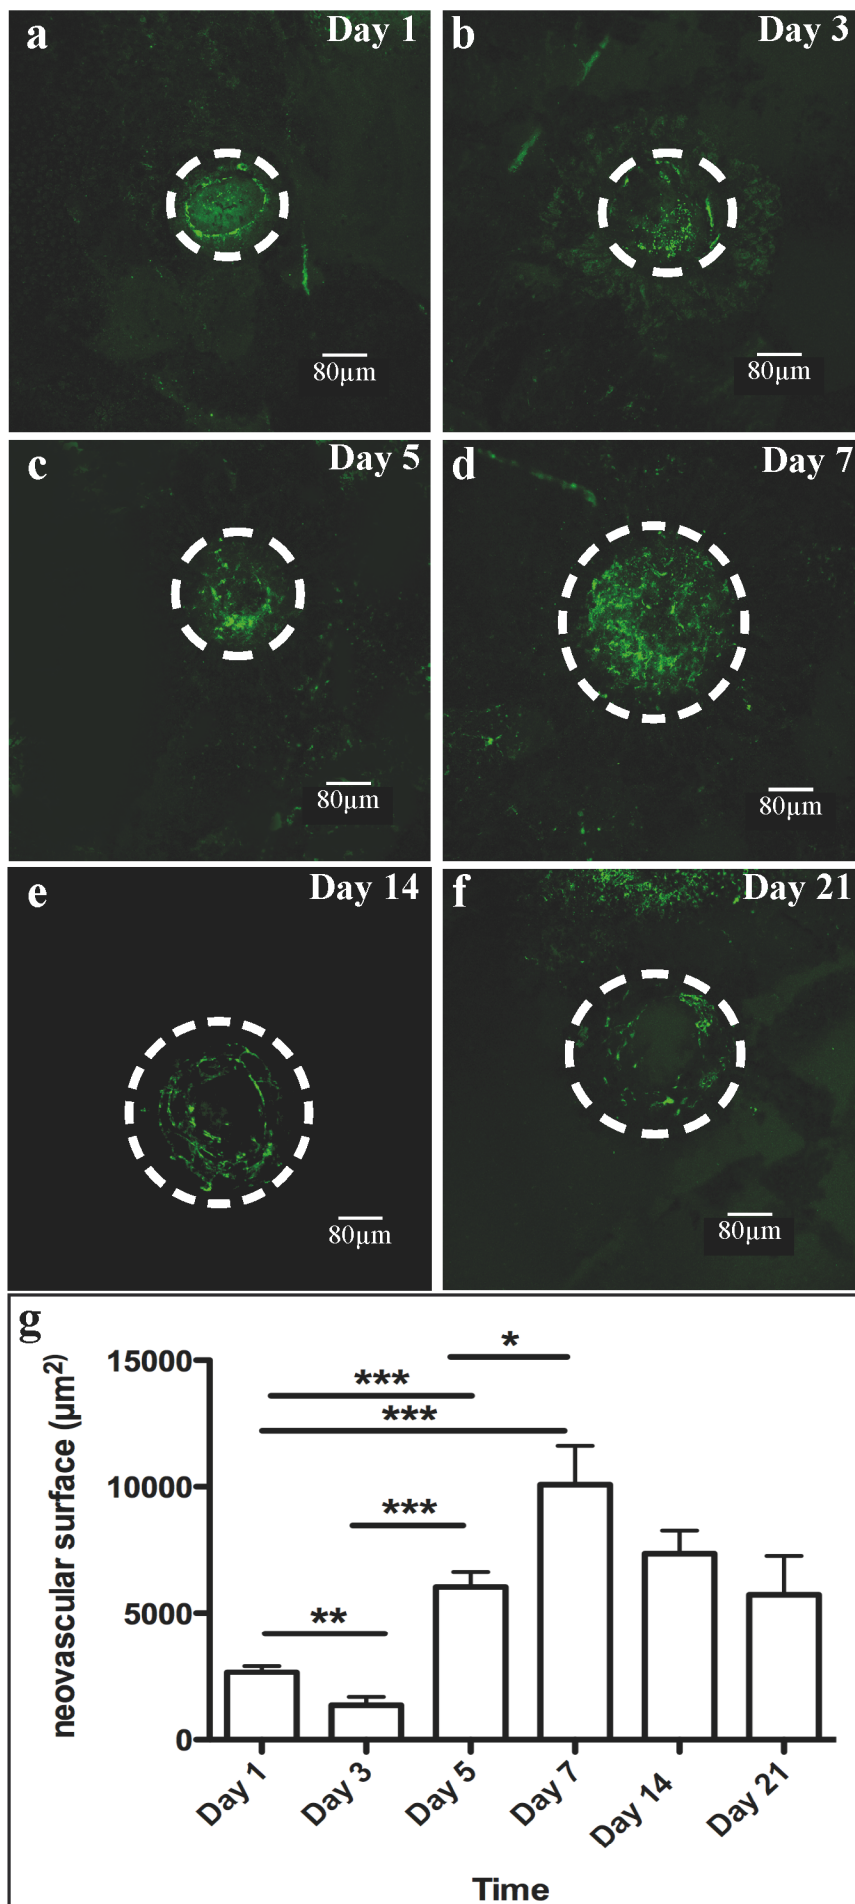 a Day 1
b Day 3
80µm
80µm
c Day 5
d Day 7
80µm
80µm
e Day 14
f Day 21
80µm
80µm
g
neovascular surface (µm²)
15000
10000
5000
0
*
***
***
***
**
Day 1
Day 3
Day 5
Day 7
Day 14
Day 21
Time